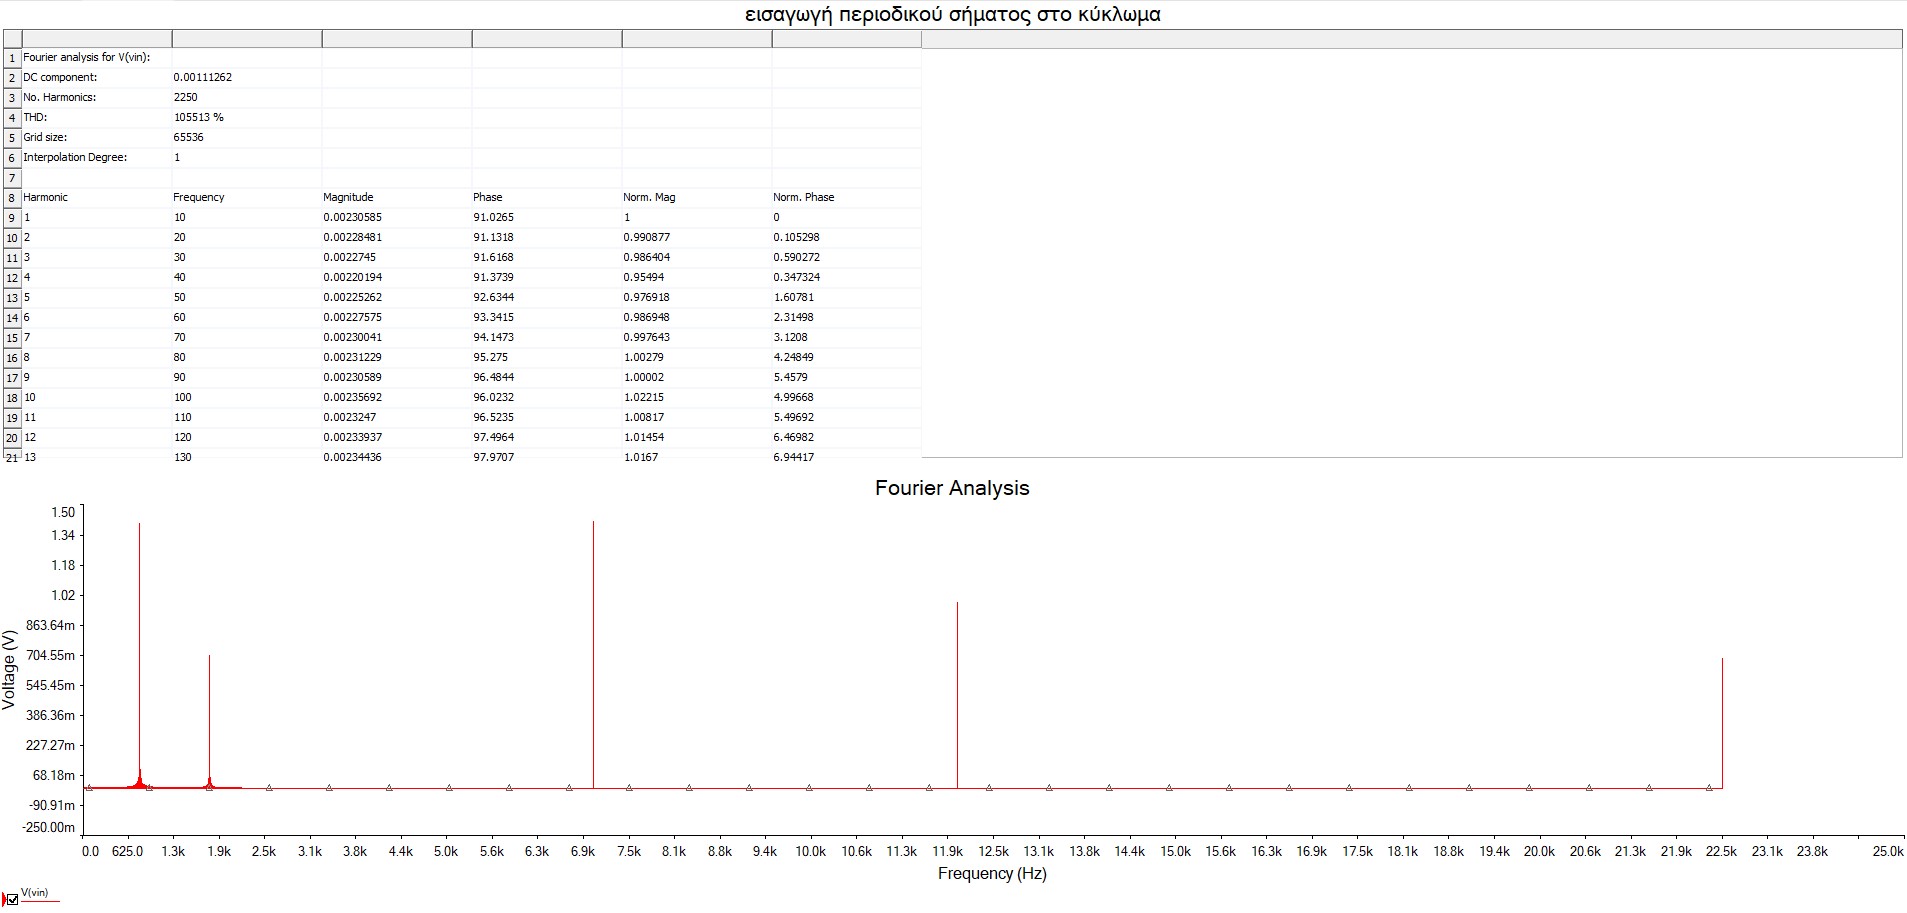 εισαγωγή περιοδικού σήματος στο κύκλωμα
1 Fourier analysis for V(vin):
2 DC component: 0.00111262
3 No. Harmonics: 2250
4 THD: 105513 %
5 Grid size: 65536
6 Interpolation Degree: 1
7
8 Harmonic Frequency Magnitude Phase Norm. Mag Norm. Phase
9 1 10 0.00230585 91.0265 1 0
10 2 20 0.00228481 91.1318 0.990877 0.105298
11 3 30 0.0022745 91.6168 0.986404 0.590272
12 4 40 0.00220194 91.3739 0.95494 0.347324
13 5 50 0.00225262 92.6344 0.976918 1.60781
14 6 60 0.00227575 93.3415 0.986948 2.31498
15 7 70 0.00230041 94.1473 0.997643 3.1208
16 8 80 0.00231229 95.275 1.00279 4.24849
17 9 90 0.00230589 96.4844 1.00002 5.4579
18 10 100 0.00235692 96.0232 1.02215 4.99668
19 11 110 0.0023247 96.5235 1.00817 5.49692
20 12 120 0.00233937 97.4964 1.01454 6.46982
21 13 130 0.00234436 97.9707 1.0167 6.94417
Fourier Analysis
Voltage (V)
1.50
1.34
1.18
1.02
863.64m
704.55m
545.45m
386.36m
227.27m
68.18m
-90.91m
-250.00m
0.0 625.0 1.3k 1.9k 2.5k 3.1k 3.8k 4.4k 5.0k 5.6k 6.3k 6.9k 7.5k 8.1k 8.8k 9.4k 10.0k 10.6k 11.3k 11.9k 12.5k 13.1k 13.8k 14.4k 15.0k 15.6k 16.3k 16.9k 17.5k 18.1k 18.8k 19.4k 20.0k 20.6k 21.3k 21.9k 22.5k 23.1k 23.8k 25.0k
Frequency (Hz)
V(vin)